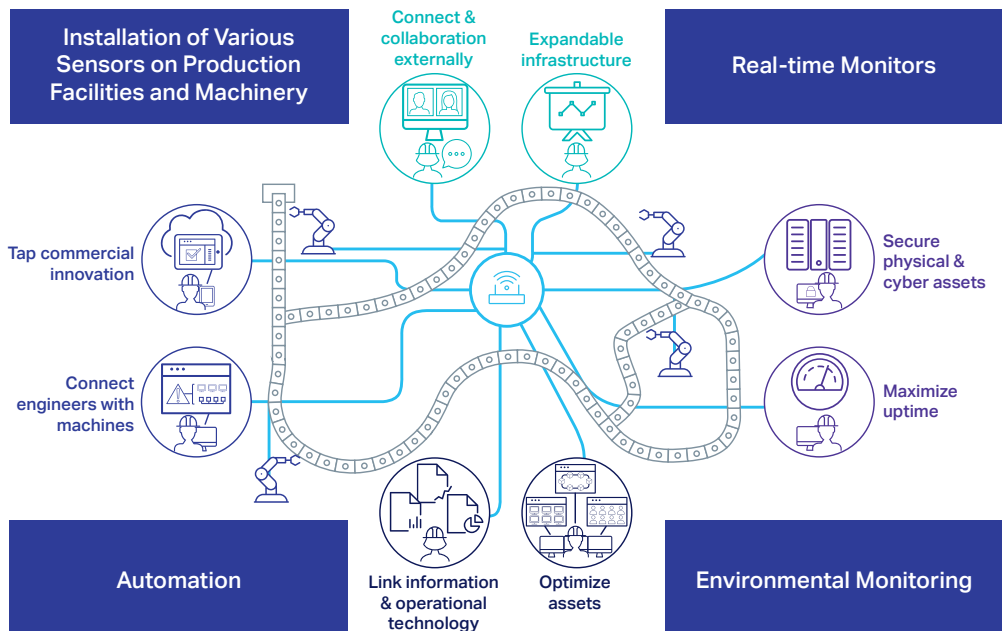 Installation of Various
Sensors on Production
Facilities and Machinery
Connect &
collaboration
externally
Expandable
infrastructure
Real-time Monitors
Tap commercial
innovation
Secure
physical &
cyber assets
Connect
engineers with
machines
Maximize
uptime
Automation
Link information
& operational
technology
Optimize
assets
Environmental Monitoring